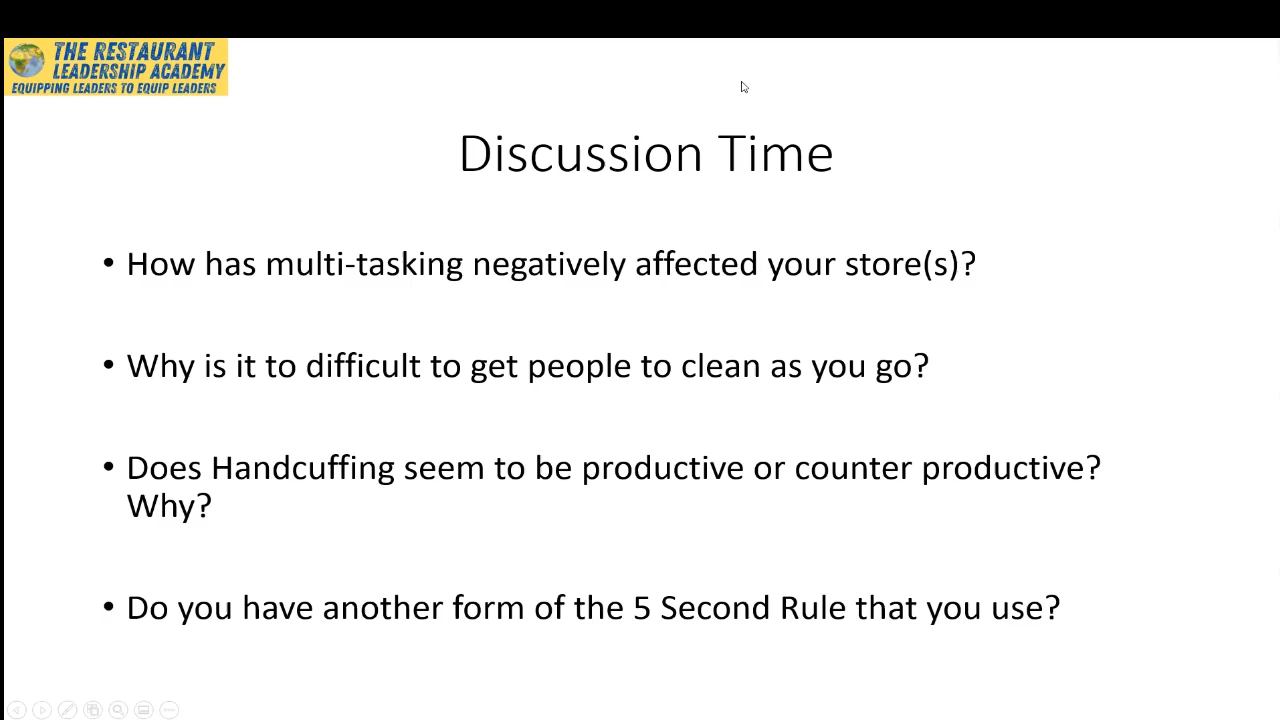 THE RESTAURANT
LEADERSHIP ACADEMY
EQUIPPING LEADERS TO EQUIP LEADERS
Discussion Time
• How has multi-tasking negatively affected your store(s)?
• Why is it to difficult to get people to clean as you go?
• Does Handcuffing seem to be productive or counter productive?
Why?
• Do you have another form of the 5 Second Rule that you use?